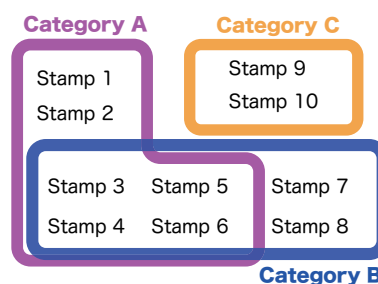 Category A
Category C
Stamp 1
Stamp 2
Stamp 9
Stamp 10
Stamp 3 Stamp 5 Stamp 7
Stamp 4 Stamp 6 Stamp 8
Category B